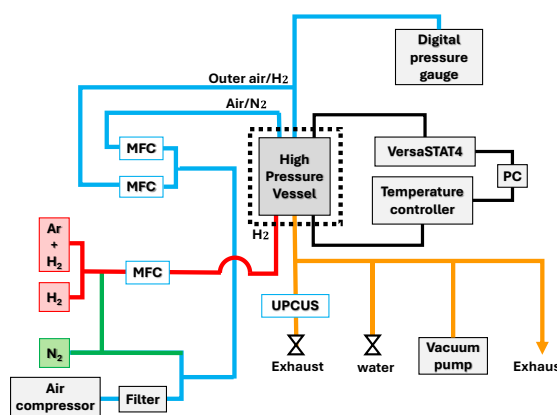 Digital
pressure
gauge
Outer air/H2
Air/N2
MFC
MFC
High
Pressure
Vessel
VersaSTAT4
PC
Temperature
controller
H2
Ar
+
H2
MFC
H2
UPCUS
N2
Exhaust
water
Vacuum
pump
Exhaus
Air
compressor
Filter